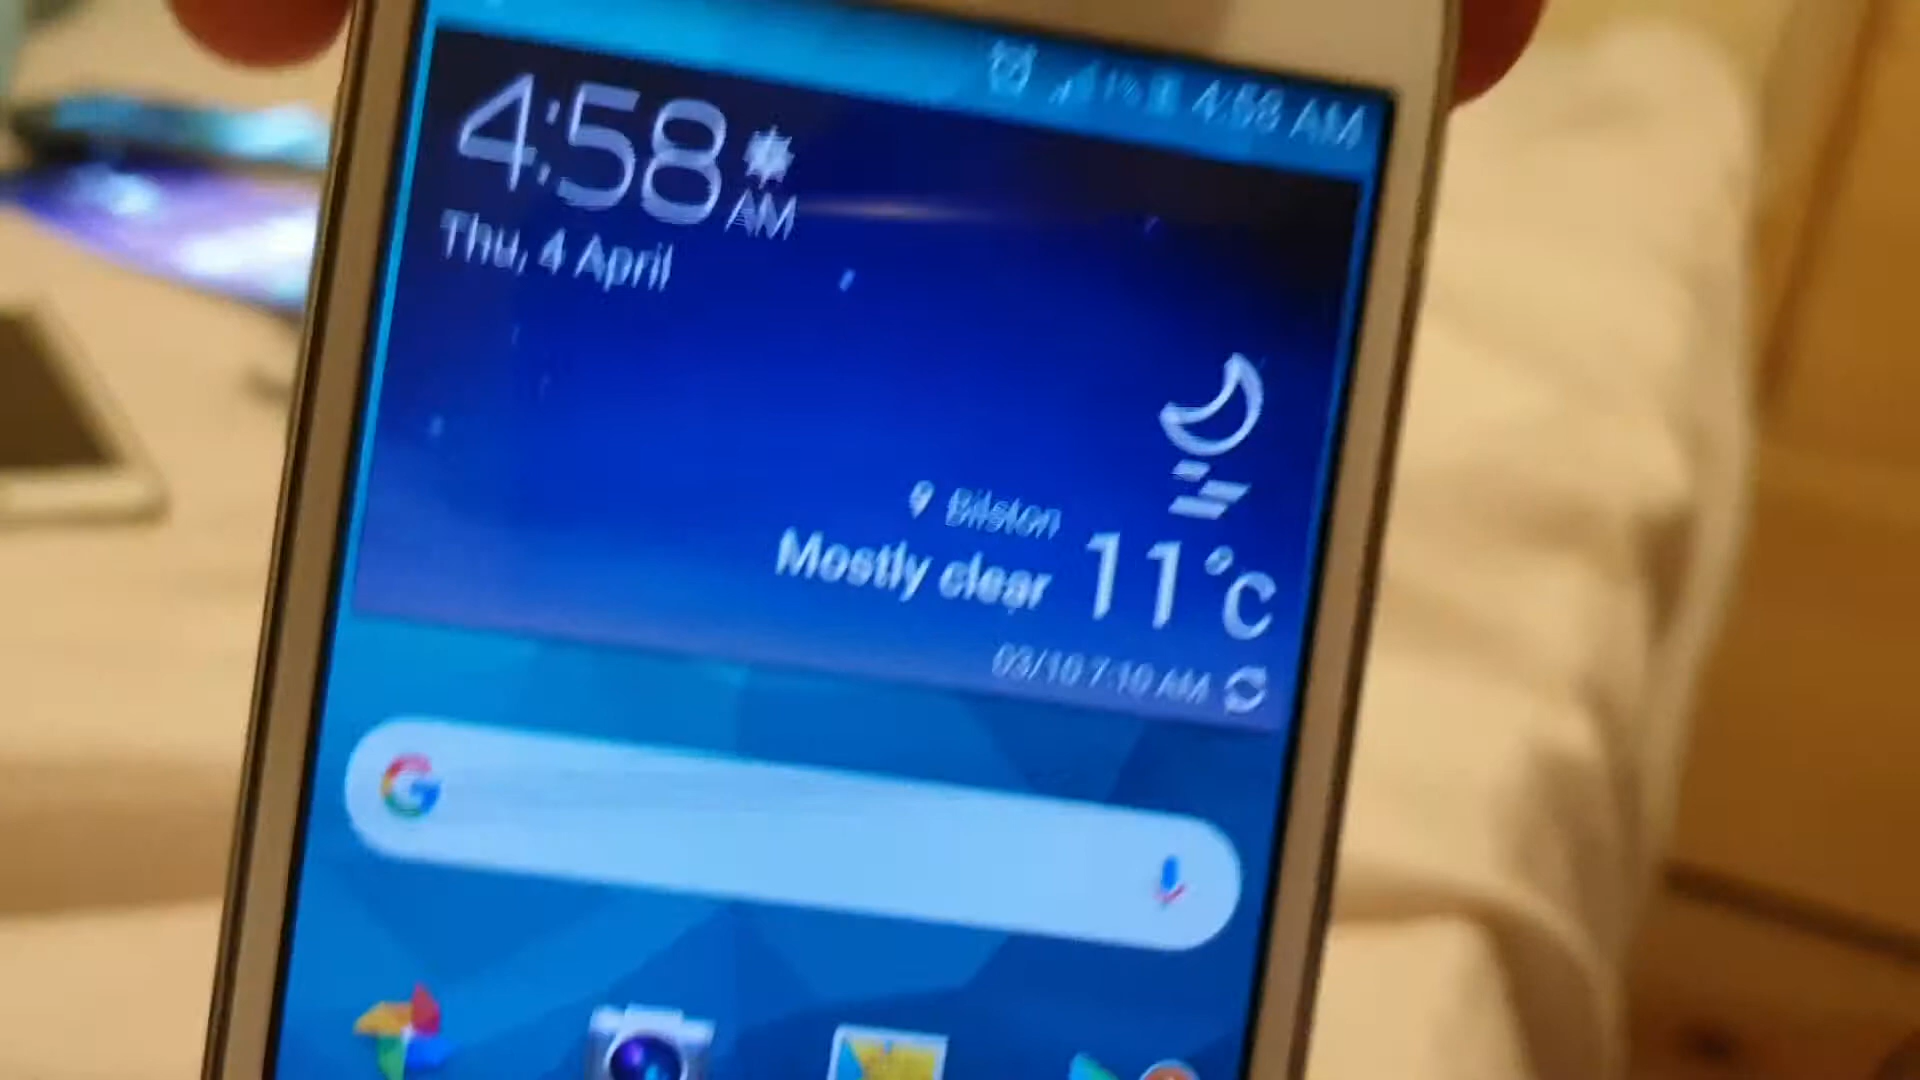 4:58 AM
4:58 AM
Thu, 4 April
Bilston
Mostly clear 11°C
03/10 7:10 AM